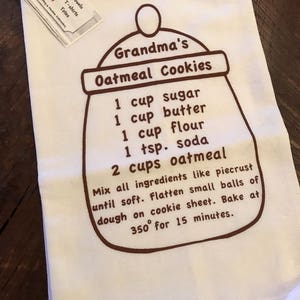 Grandma's
Oatmeal Cookies
1 cup sugar
1 cup butter
1 cup flour
1 tsp. soda
2 cups oatmeal
Mix all ingredients like piecrust
until soft. Flatten small balls of
dough on cookie sheet. Bake at
350° for 15 minutes.